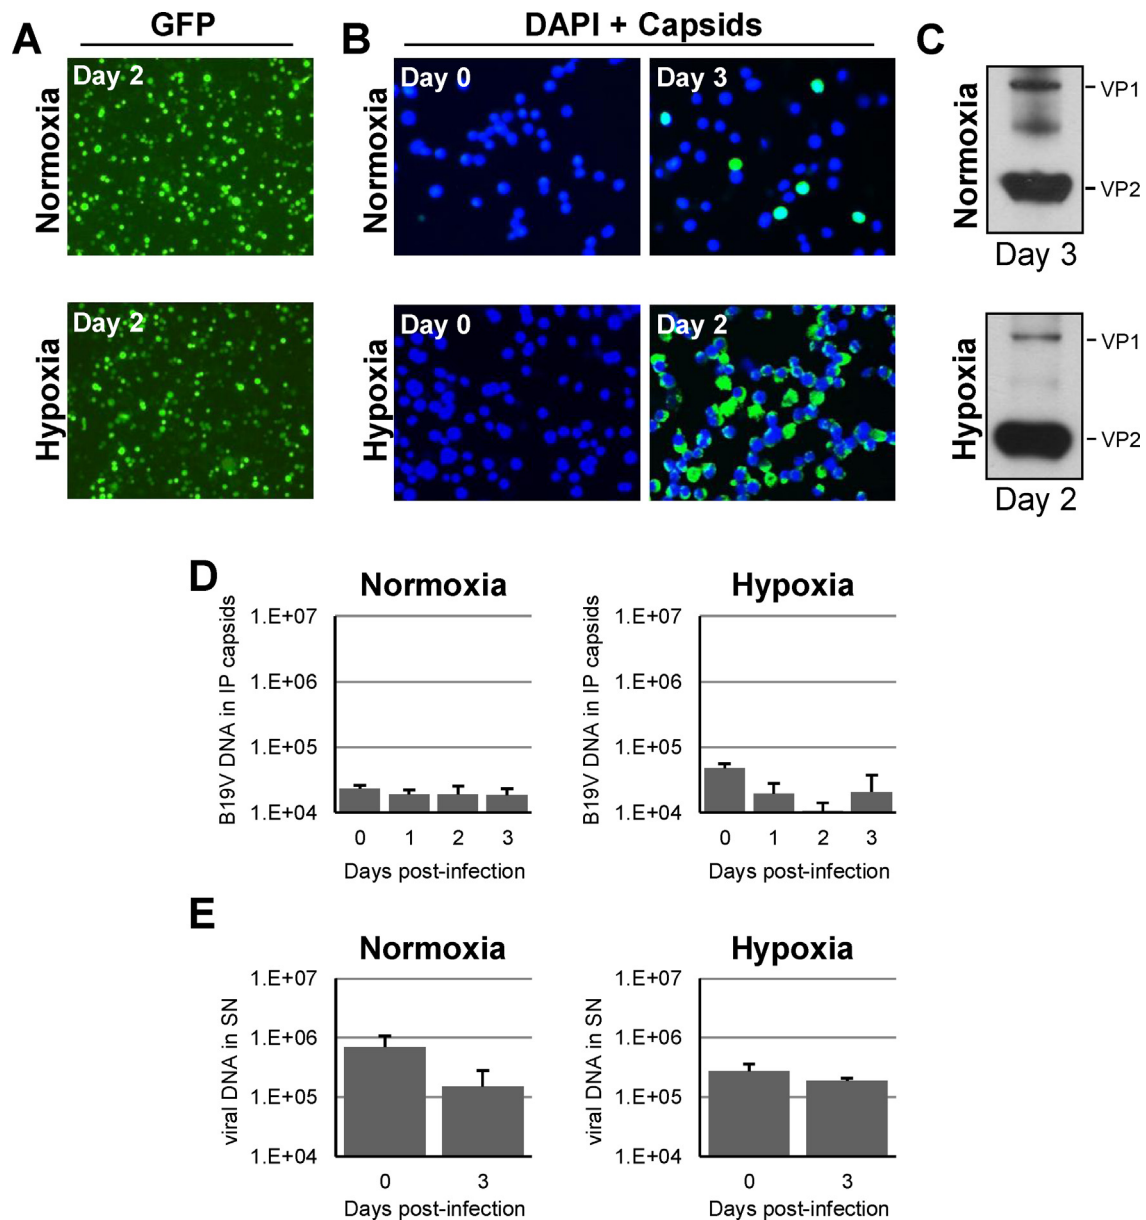 A
GFP
Normoxia
Day 2
Hypoxia
Day 2
B
DAPI + Capsids
Normoxia
Day 0
Day 3
Hypoxia
Day 0
Day 2
C
Normoxia
VP1
VP2
Day 3
Hypoxia
VP1
VP2
Day 2
D
Normoxia
B19V DNA in IP capsids
1.E+07
1.E+06
1.E+05
1.E+04
0 1 2 3
Days post-infection
Hypoxia
B19V DNA in IP capsids
1.E+07
1.E+06
1.E+05
1.E+04
0 1 2 3
Days post-infection
E
Normoxia
viral DNA in SN
1.E+07
1.E+06
1.E+05
1.E+04
0 3
Days post-infection
Hypoxia
viral DNA in SN
1.E+07
1.E+06
1.E+05
1.E+04
0 3
Days post-infection